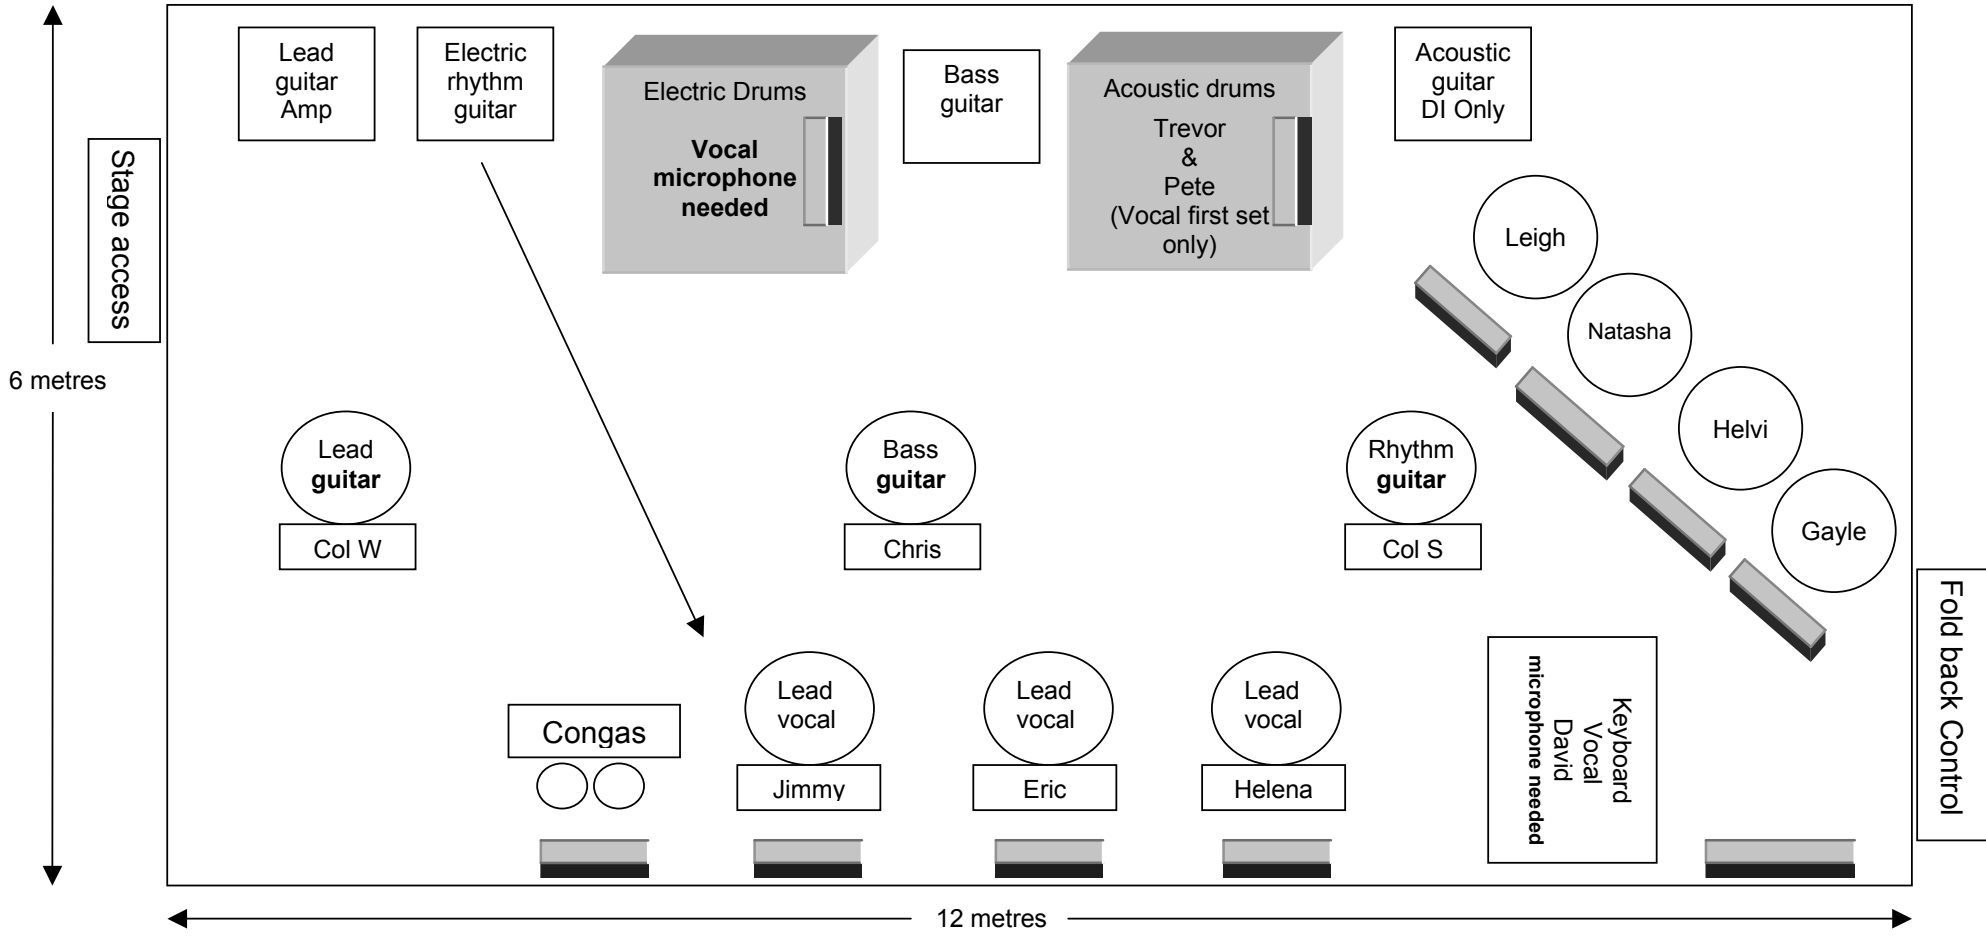 Lead
guitar
Amp
Electric
rhythm
guitar
Electric Drums
Vocal
microphone
needed
Bass
guitar
Acoustic drums
Trevor
&
Pete
(Vocal first set
only)
Acoustic
guitar
DI Only
Stage access
6 metres
Leigh
Natasha
Helvi
Gayle
Lead
guitar
Col W
Bass
guitar
Chris
Rhythm
guitar
Col S
Fold back Control
Congas
Lead
vocal
Jimmy
Lead
vocal
Eric
Lead
vocal
Helena
Keyboard
Vocal
David
microphone needed
12 metres